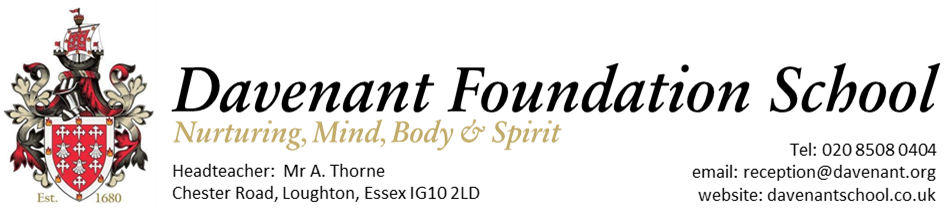 Davenant Foundation School
Nurturing, Mind, Body & Spirit
Headteacher:  Mr A. Thorne
Chester Road, Loughton, Essex IG10 2LD
Tel: 020 8508 0404
email: reception@davenant.org
website: davenantschool.co.uk
Est. 1680